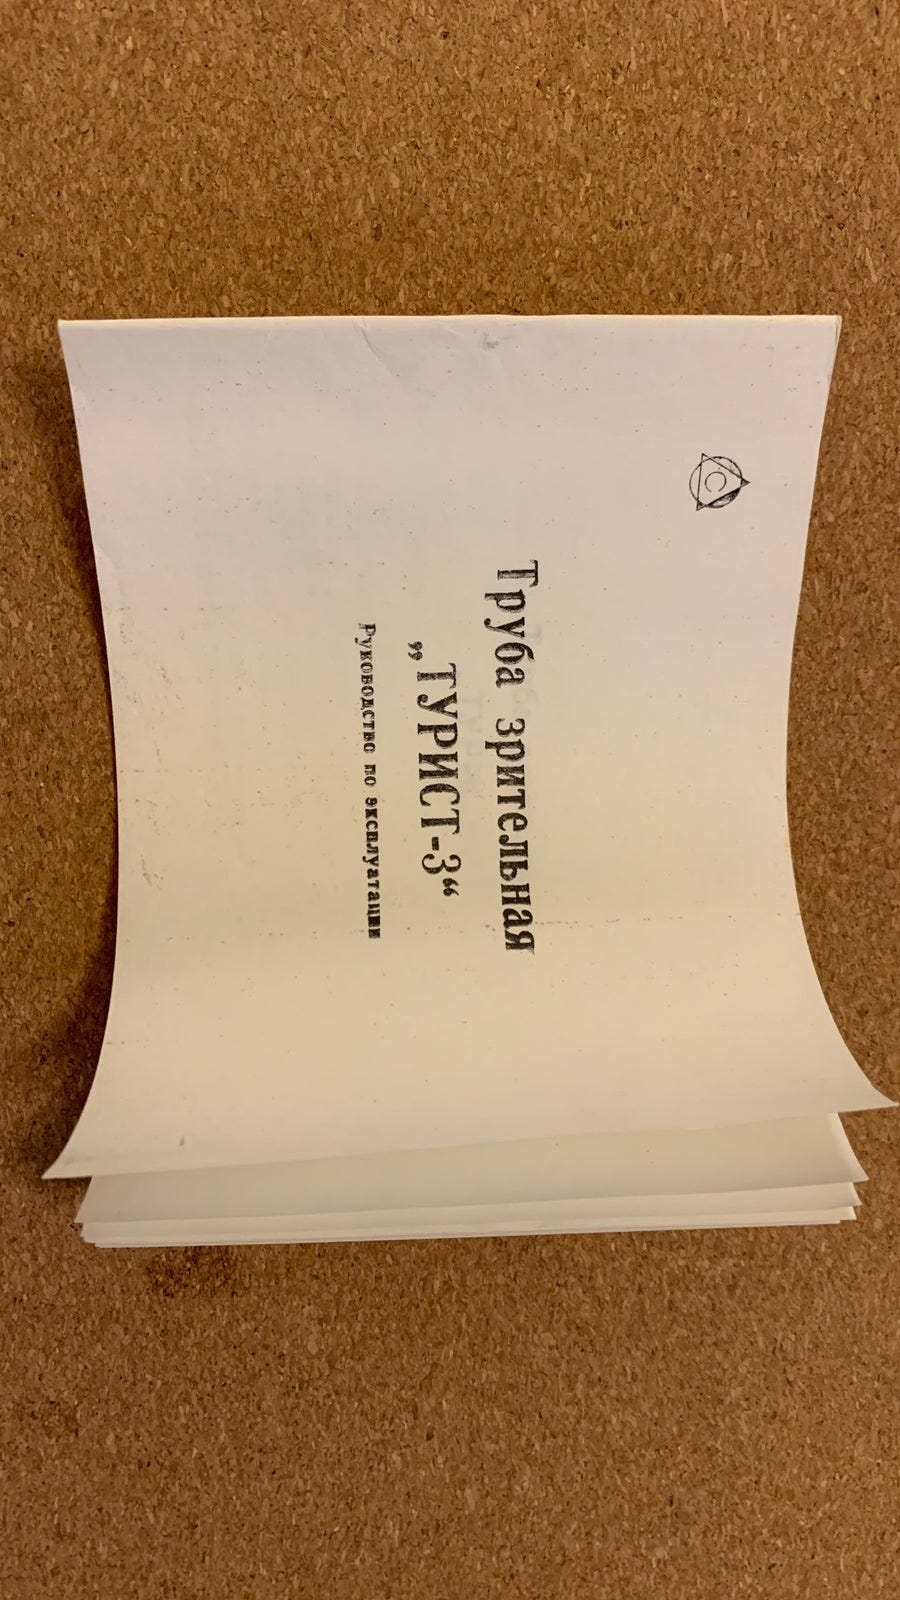 С
Труба зрительная
„ТУРИСТ-3“
Руководство по эксплуатации